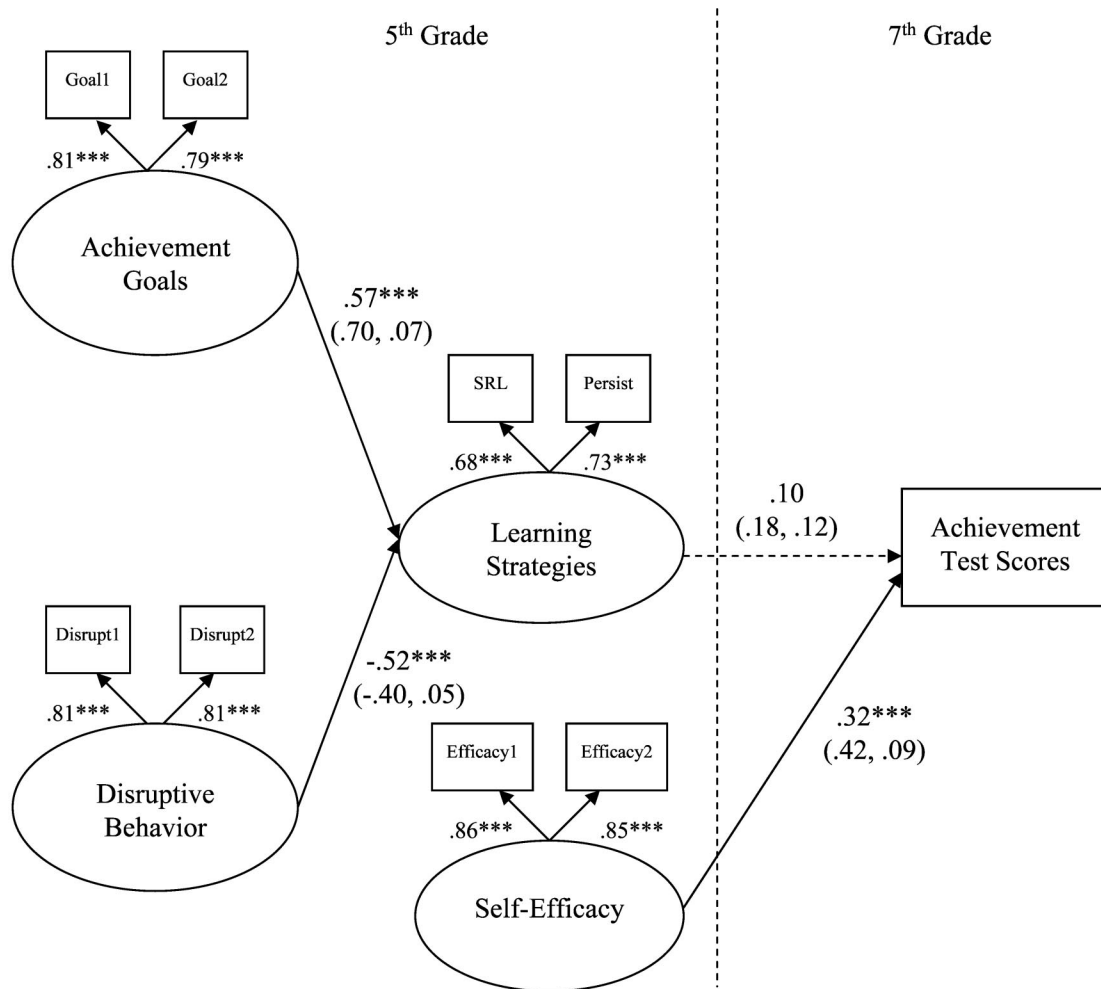 5th Grade
7th Grade
Goal1
Goal2
.81***
.79***
Achievement
Goals
.57***
(.70, .07)
SRL
Persist
.68***
.73***
Learning
Strategies
.10
(.18, .12)
Achievement
Test Scores
Disrupt1
Disrupt2
.81***
.81***
Disruptive
Behavior
-.52***
(-.40, .05)
Efficacy1
Efficacy2
.86***
.85***
Self-Efficacy
.32***
(.42, .09)